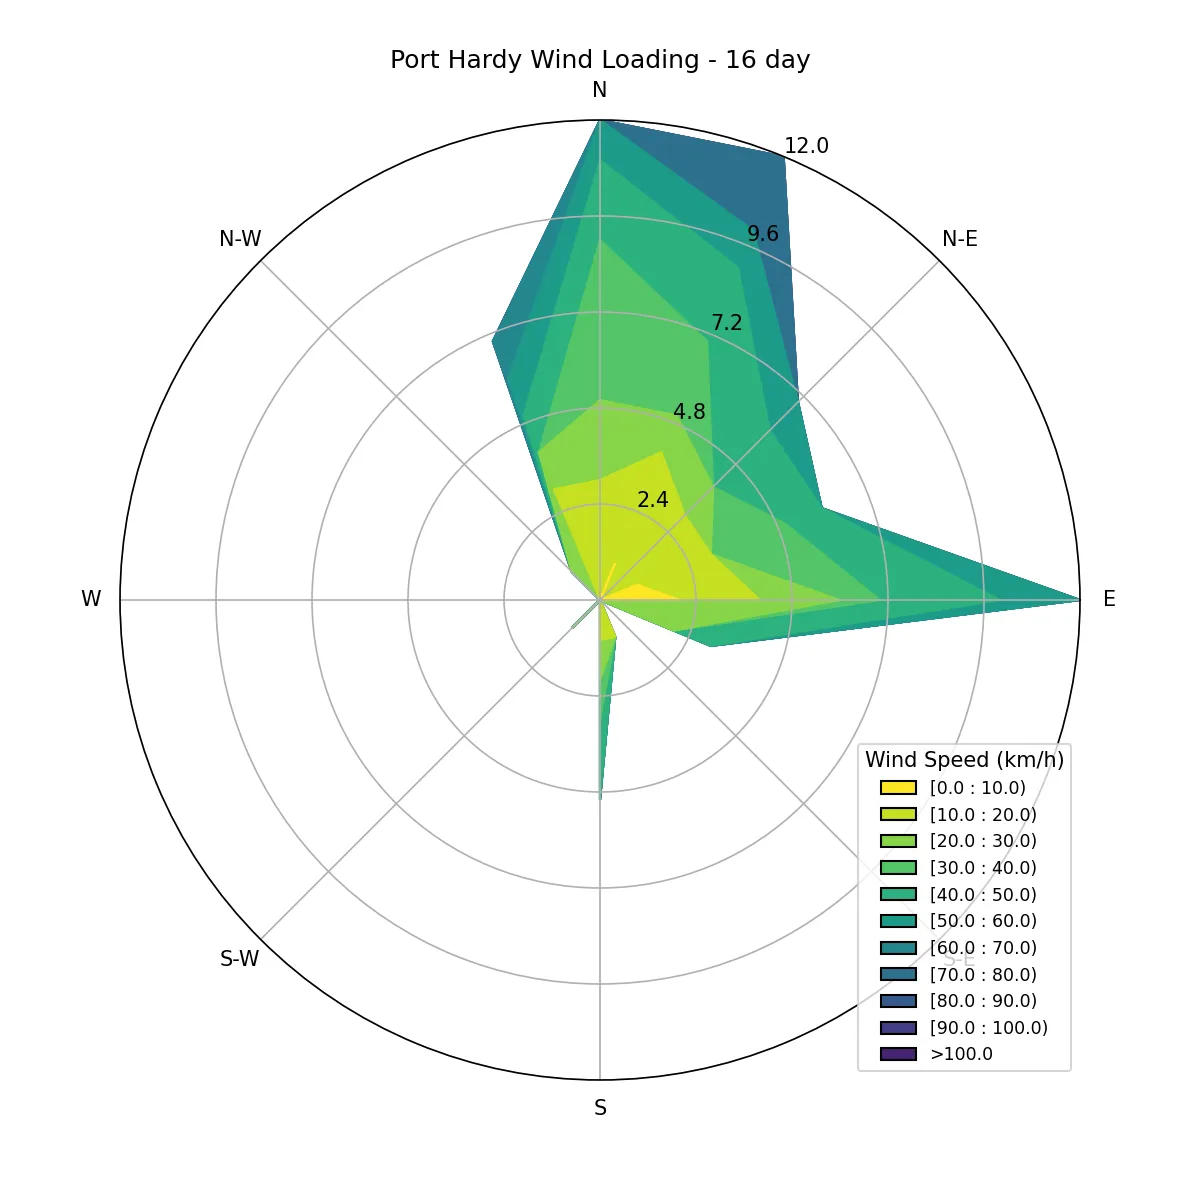 Port Hardy Wind Loading - 16 day
N
12.0
9.6
N-W
N-E
7.2
4.8
2.4
W
E
Wind Speed (km/h)
[0.0 : 10.0)
[10.0 : 20.0)
[20.0 : 30.0)
[30.0 : 40.0)
[40.0 : 50.0)
[50.0 : 60.0)
[60.0 : 70.0)
[70.0 : 80.0)
[80.0 : 90.0)
[90.0 : 100.0)
>100.0
S-W
S-E
S